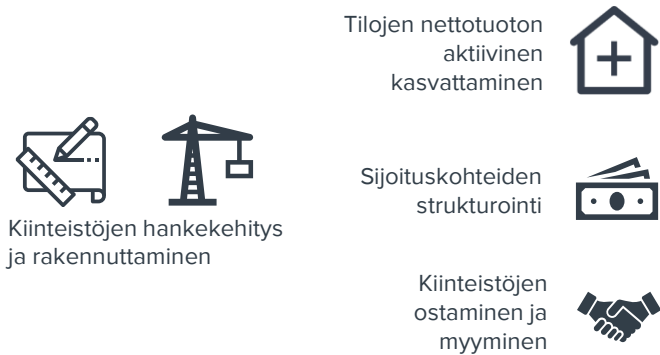 Tilojen nettotuoton
aktiivinen
kasvattaminen
Kiinteistöjen hankekehitys
ja rakennuttaminen
Sijoituskohteiden
strukturointi
Kiinteistöjen
ostaminen ja
myyminen